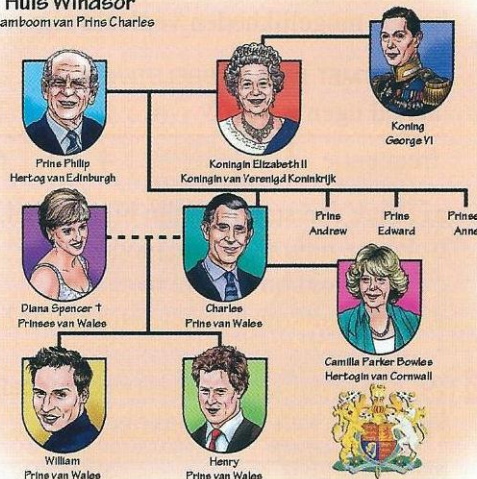 Huis Windsor
amboom van Prins Charles
Koning
George VI
Prins Philip
Hertog van Edinburgh
Koningin Elizabeth II
Koningin van Verenigd Koninkrijk
Prins
Andrew
Prins
Edward
Prinse
Anne
Diana Spencer †
Prinses van Wales
Charles
Prins van Wales
Camilla Parker Bowles
Hertogin van Cornwall
William
Prins van Wales
Henry
Prins van Wales